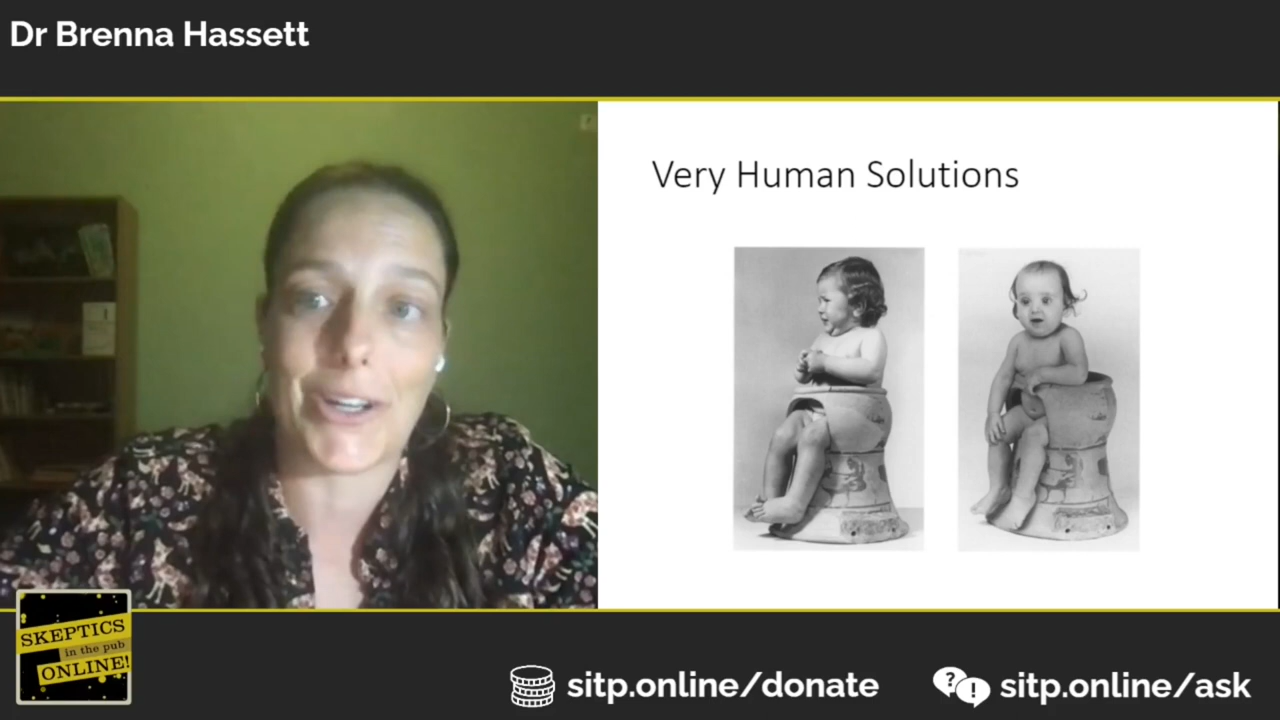 Dr Brenna Hassett
Very Human Solutions
SKEPTICS
in the pub
ONLINE!
sitp.online/donate
sitp.online/ask